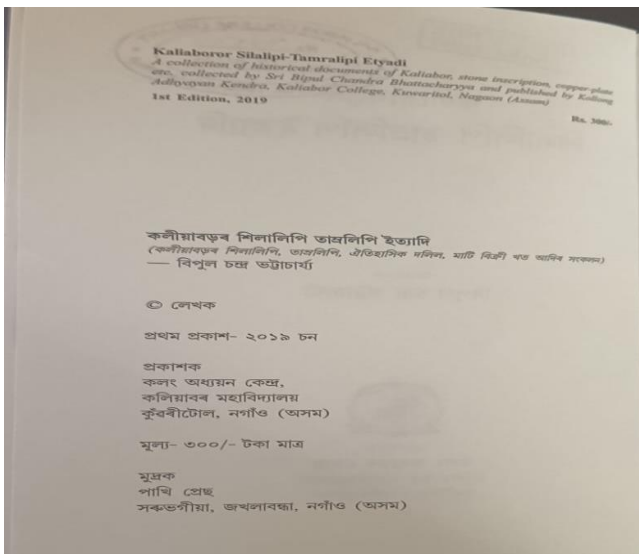 Kaliaboror Silalipi-Tamralipi Etyadi
A collection of historical documents of Kaliabor, stone inscription, copper-plate
etc. collected by Sri Bipul Chandra Bhattacharyya and published by Kallong
Adhyayan Kendra, Kaliabor College, Kuwaritol, Nagaon (Assam)
1st Edition, 2019
Rs. 300/-
কলীয়াবড়ৰ শিলালিপি তাম্ৰলিপি ইত্যাদি
(কলীয়াবড়ৰ শিলালিপি, তাম্ৰলিপি, ঐতিহাসিক দলিল, মাটি বিক্ৰী খত আদিৰ সংকলন)
— বিপুল চন্দ্ৰ ভট্টাচাৰ্য্য
© লেখক
প্ৰথম প্ৰকাশ- ২০১৯ চন
প্ৰকাশক
কলং অধ্যয়ন কেন্দ্ৰ,
কলিয়াবৰ মহাবিদ্যালয়
কুঁৱৰীটোল, নগাঁও (অসম)
মূল্য- ৩০০/- টকা মাত্ৰ
মুদ্ৰক
পাখি প্ৰেছ
সৰুভগীয়া, জখলাবন্ধা, নগাঁও (অসম)